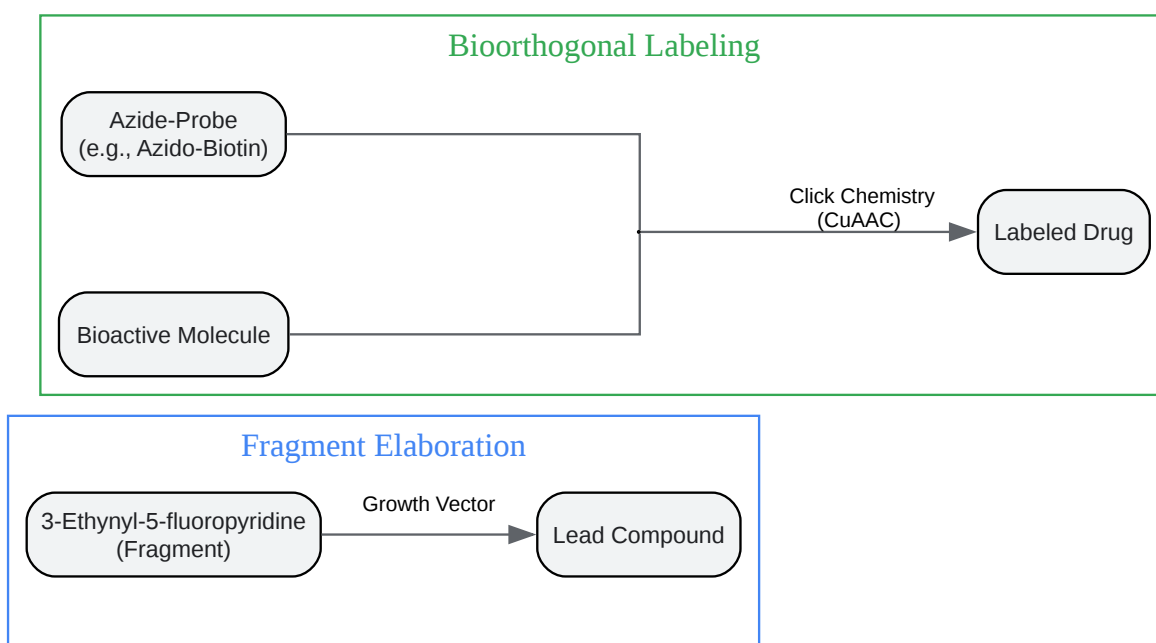 Bioorthogonal Labeling
Azide-Probe
(e.g., Azido-Biotin)
Click Chemistry
(CuAAC)
Labeled Drug
Bioactive Molecule
Fragment Elaboration
3-Ethynyl-5-fluoropyridine
(Fragment)
Growth Vector
Lead Compound